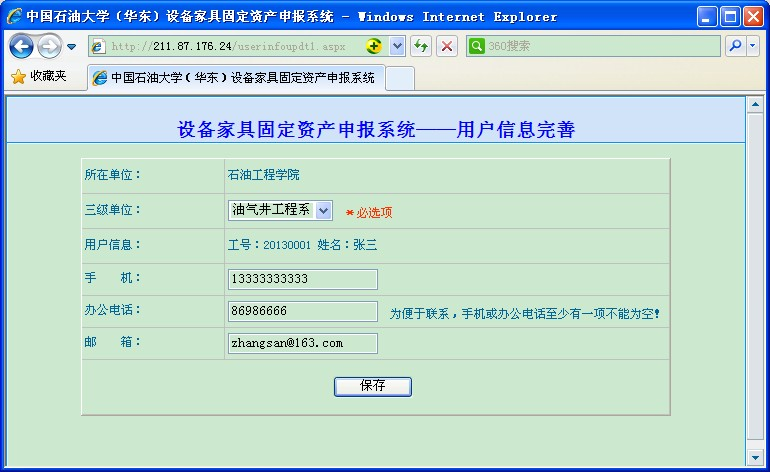 中国石油大学（华东）设备家具固定资产申报系统 - Windows Internet Explorer
http://211.87.176.24/userinfoupdtl.aspx
360搜索
收藏夹
中国石油大学（华东）设备家具固定资产申报系统
设备家具固定资产申报系统——用户信息完善
所在单位： 石油工程学院
三级单位： 油气井工程系 *必选项
用户信息： 工号：20130001 姓名：张三
手 机： 13333333333
办公电话： 86986666 为便于联系，手机或办公电话至少有一项不能为空！
邮 箱： zhangsan@163.com
保存